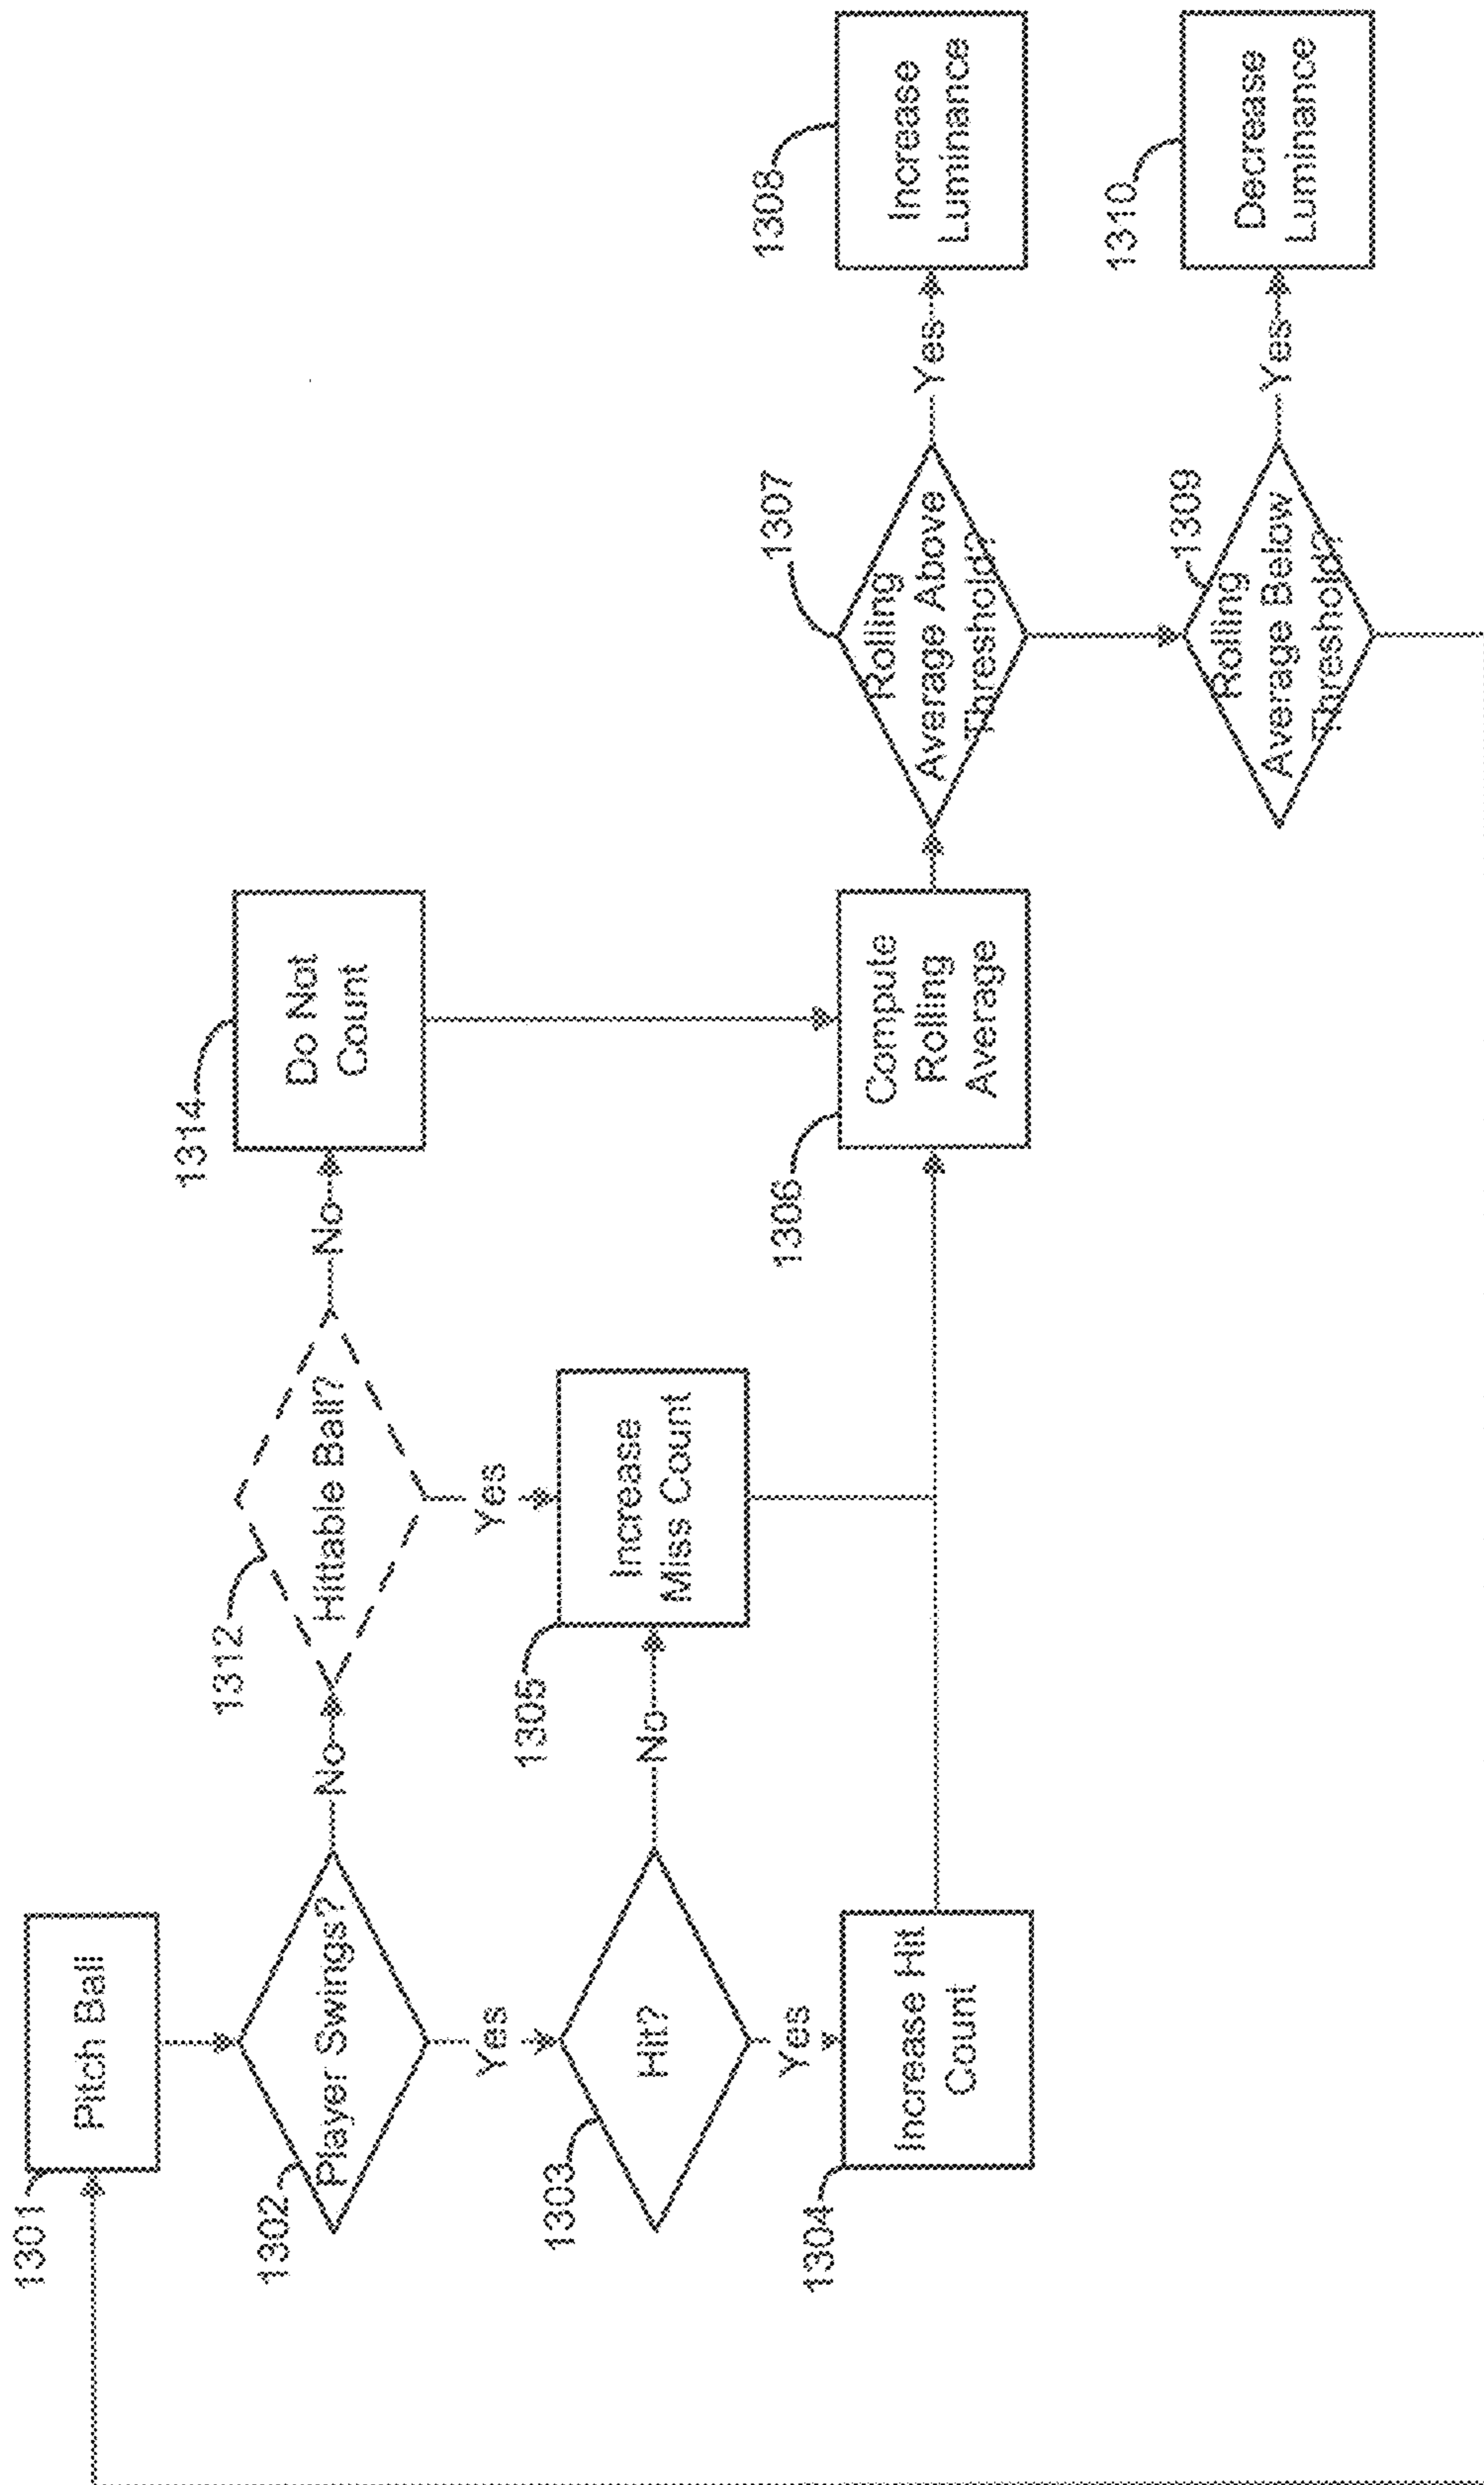 1301
Pitch Ball
1302
Player Swings?
No
1312
Hittable Ball?
No
1314
Do Not
Count
Yes
Yes
1303
Hit?
No
1305
Increase
Miss Count
Yes
1304
Increase Hit
Count
1306
Compute
Rolling
Average
1307
Rolling
Average Above
Threshold?
Yes
1308
Increase
Luminance
1309
Rolling
Average Below
Threshold?
Yes
1310
Decrease
Luminance